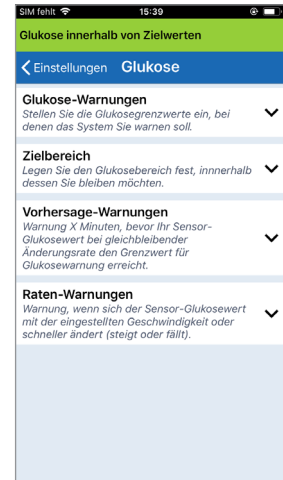 SIM fehlt 15:39
Glukose innerhalb von Zielwerten
Einstellungen Glukose
Glukose-Warnungen
Stellen Sie die Glukosegrenzwerte ein, bei
denen das System Sie warnen soll.
Zielbereich
Legen Sie den Glukosebereich fest, innnerhalb
dessen Sie bleiben möchten.
Vorhersage-Warnungen
Warnung X Minuten, bevor Ihr Sensor-
Glukosewert bei gleichbleibender
Änderungsrate den Grenzwert für
Glukosewarnung erreicht.
Raten-Warnungen
Warnung, wenn sich der Sensor-Glukosewert
mit der eingestellten Geschwindigkeit oder
schneller ändert (steigt oder fällt).